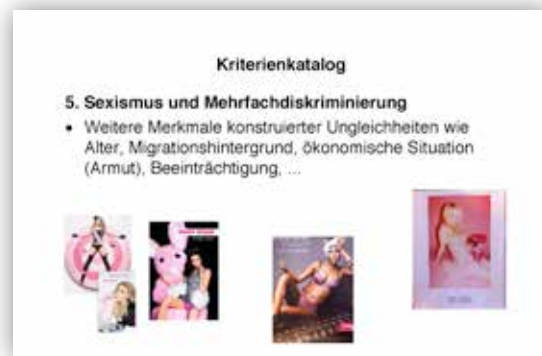 Kriterienkatalog
5. Sexismus und Mehrfachdiskriminierung
• Weitere Merkmale konstruierter Ungleichheiten wie
Alter, Migrationshintergrund, ökonomische Situation
(Armut), Beeinträchtigung, ...